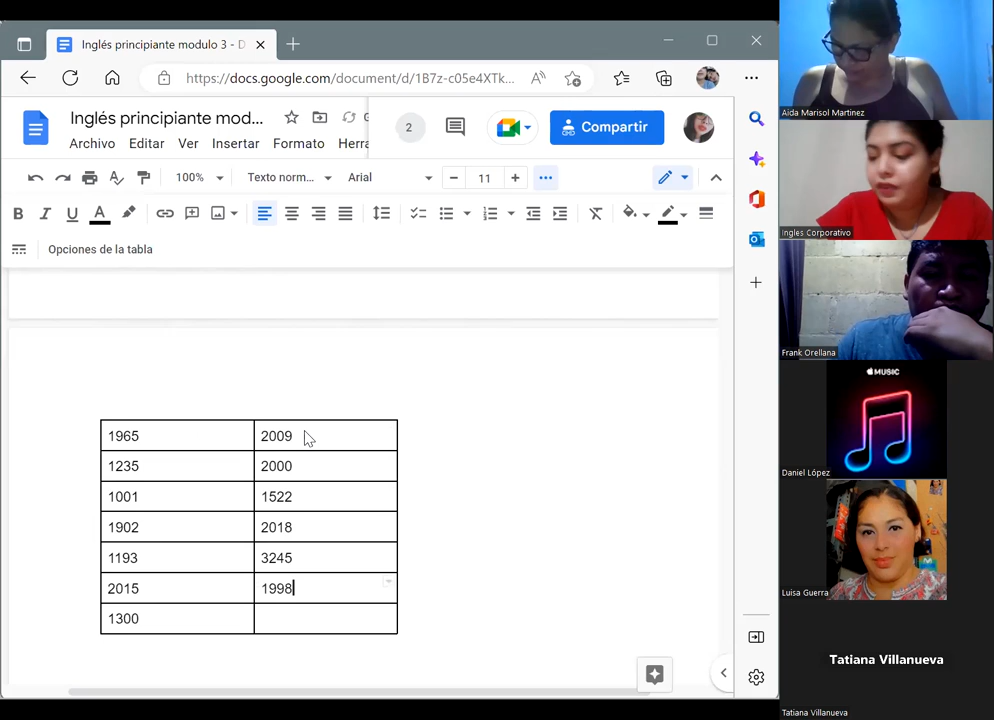 Inglés principiante modulo 3 - D
https://docs.google.com/document/d/1B7z-c05e4XTk...
Inglés principiante mod...
2
Compartir
Archivo Editar Ver Insertar Formato Herra
100% Texto norm... Arial 11
Opciones de la tabla
1965 2009
1235 2000
1001 1522
1902 2018
1193 3245
2015 1998
1300
Aida Marisol Martinez
Ingles Corporativo
Frank Orellana
MUSIC
Daniel López
Luisa Guerra
Tatiana Villanueva
Tatiana Villanueva